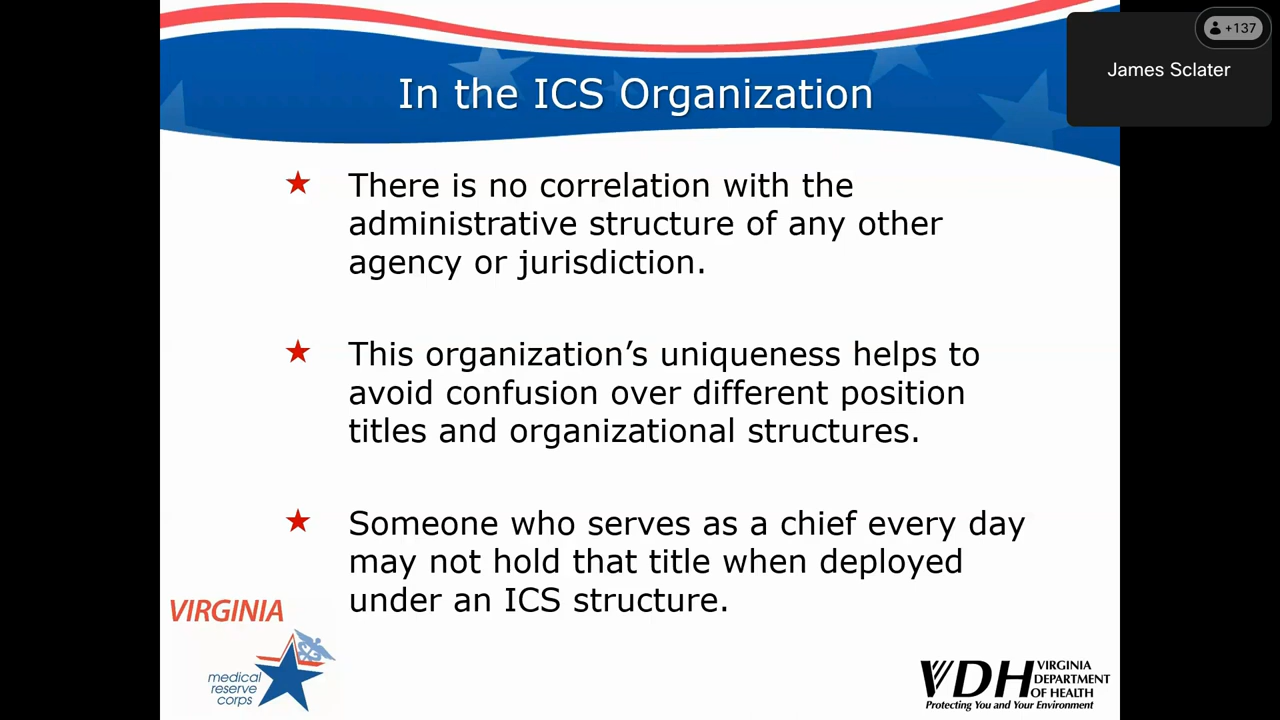 +137
James Sclater
In the ICS Organization
There is no correlation with the
administrative structure of any other
agency or jurisdiction.
This organization’s uniqueness helps to
avoid confusion over different position
titles and organizational structures.
Someone who serves as a chief every day
may not hold that title when deployed
under an ICS structure.
VIRGINIA
medical
reserve
corps
VDH
VIRGINIA
DEPARTMENT
OF HEALTH
Protecting You and Your Environment